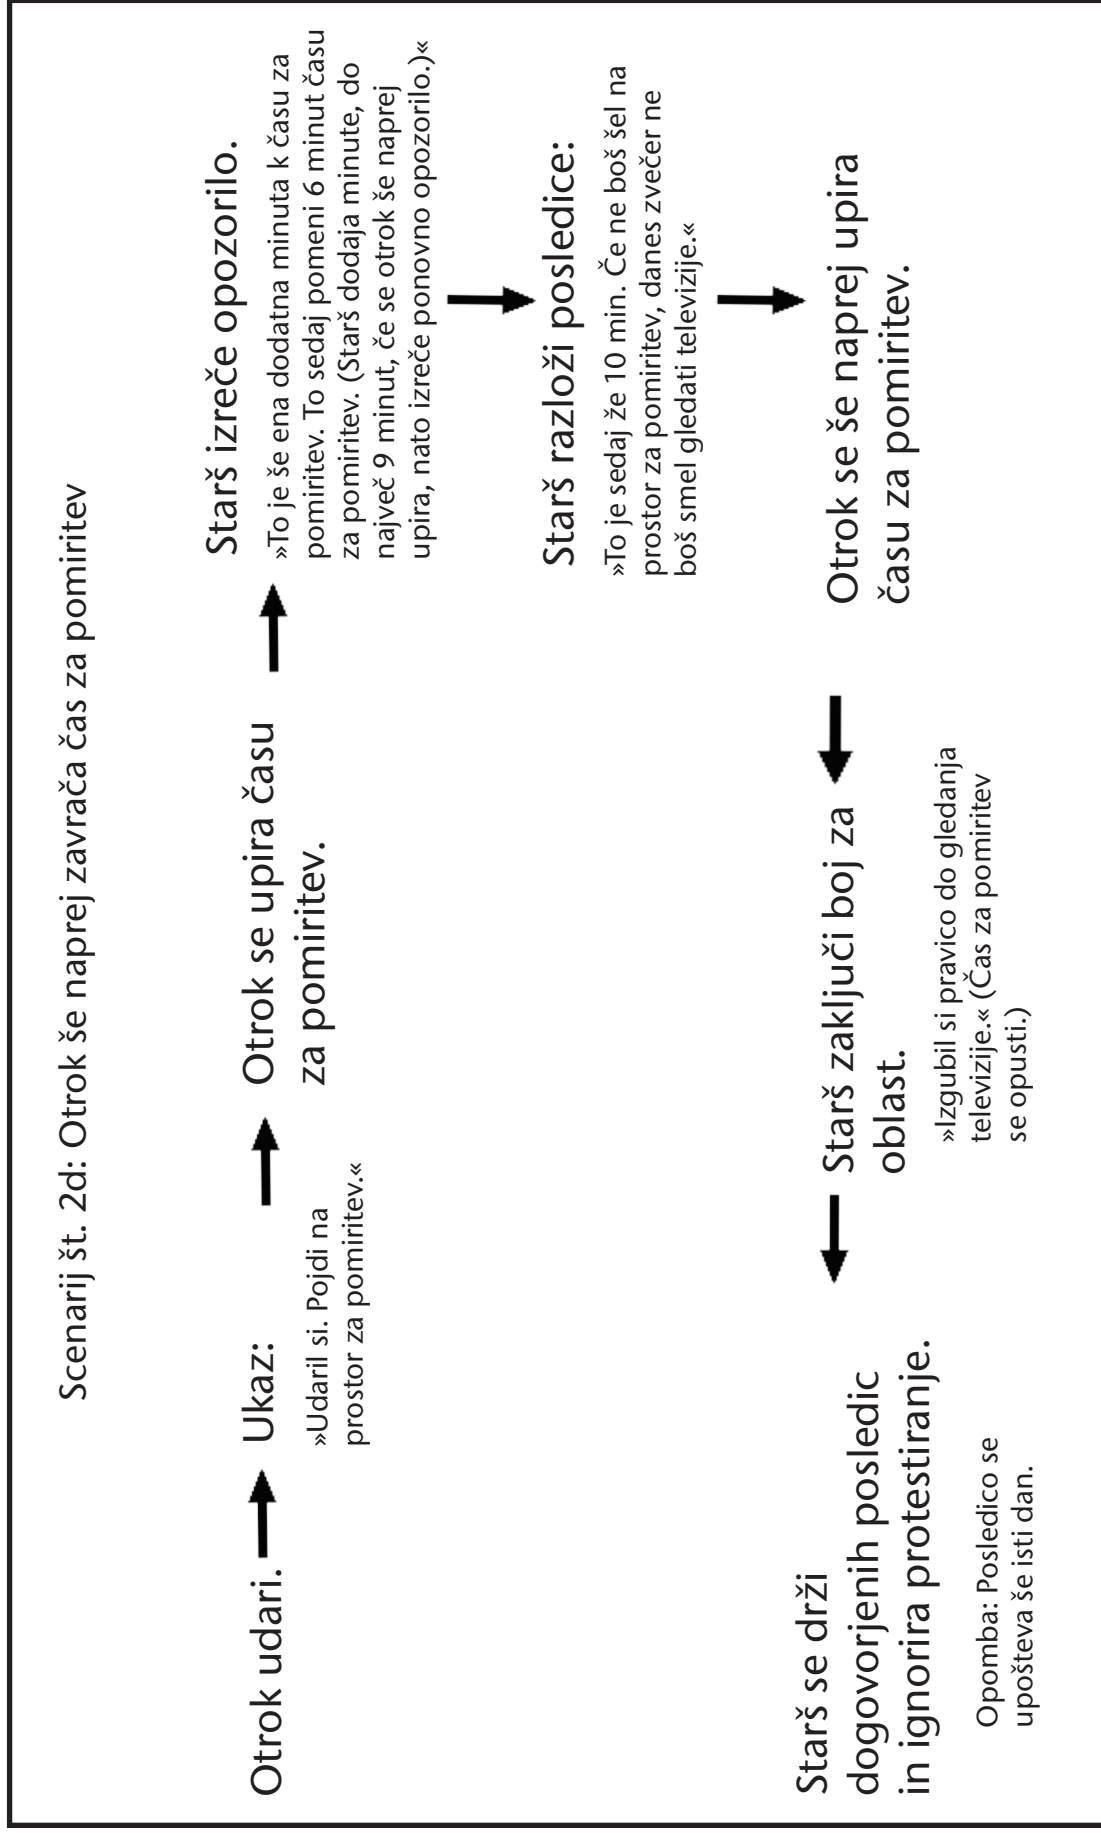 Scenarij št. 2d: Otrok še naprej zavrača čas za pomiritev
Otrok udari.
Ukaz:
»Udaril si. Pojdi na
prostor za pomiritev.«
Otrok se upira času
za pomiritev.
Starš izreče opozorilo.
»To je še ena dodatna minuta k času za
pomiritev. To sedaj pomeni 6 minut času
za pomiritev. (Starš dodaja minute, do
največ 9 minut, če se otrok še naprej
upira, nato izreče ponovno opozorilo.)«
Starš razloži posledice:
»To je sedaj že 10 min. Če ne boš šel na
prostor za pomiritev, danes zvečer ne
boš smel gledati televizije.«
Otrok se še naprej upira
času za pomiritev.
Starš zaključi boj za
oblast.
»Izgubil si pravico do gledanja
televizije.« (Čas za pomiritev
se opusti.)
Starš se drži
dogovorjenih posledic
in ignorira protestiranje.
Opomba: Posledico se
upošteva še isti dan.